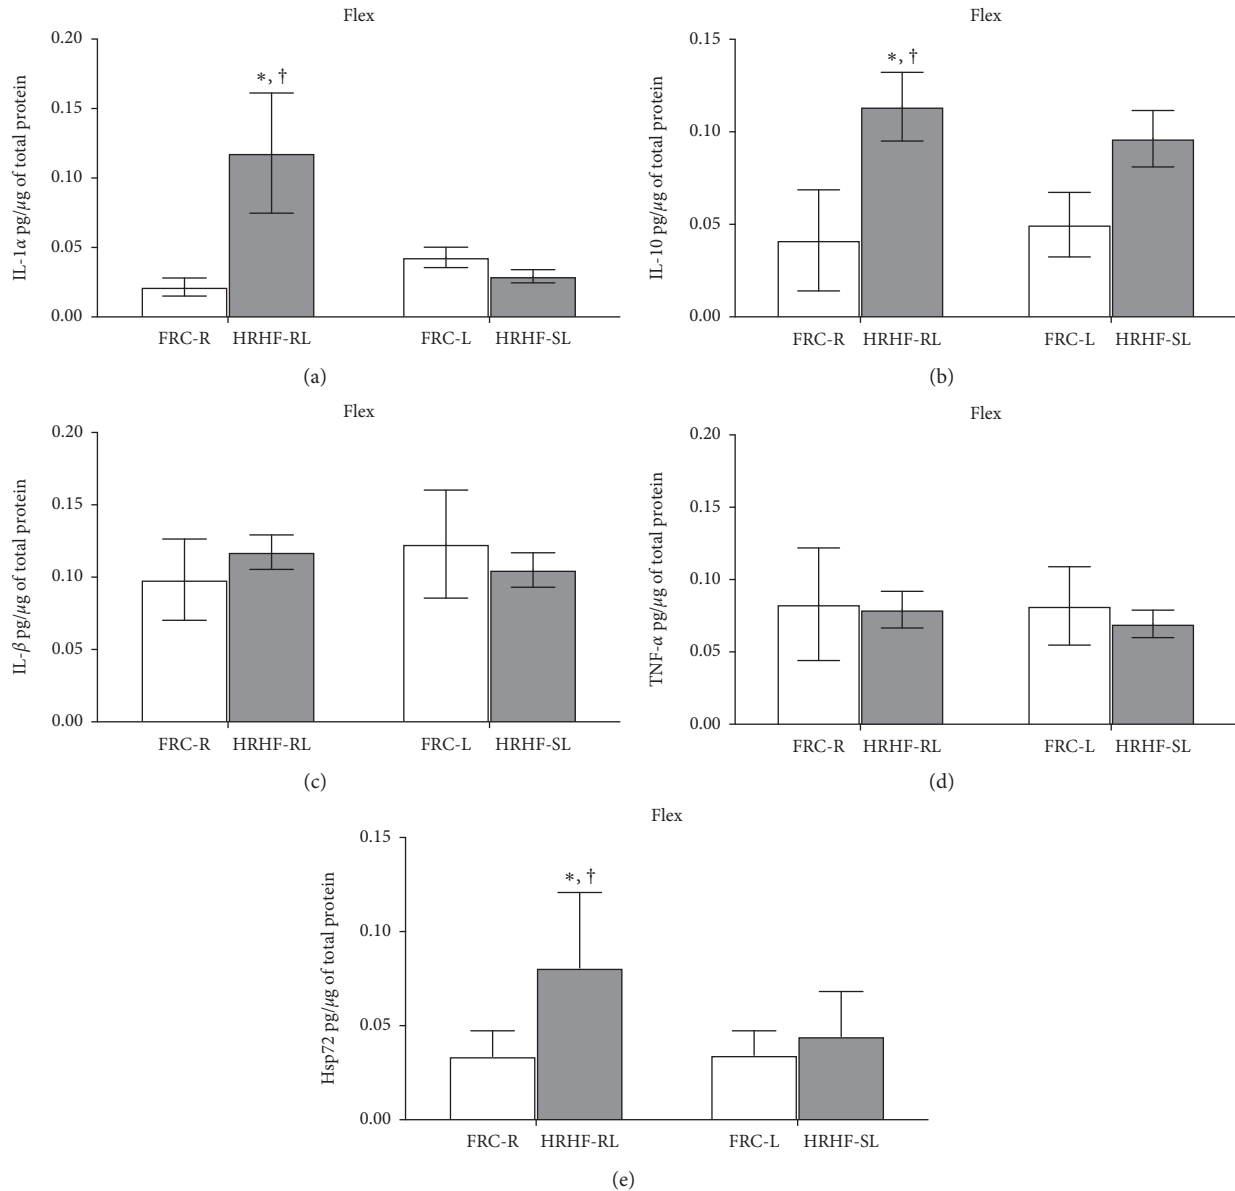 Flex
IL-1α pg/μg of total protein
0.20
0.15
0.10
0.05
0.00
*, †
FRC-R HRHF-RL FRC-L HRHF-SL
(a)
Flex
IL-10 pg/μg of total protein
0.15
0.10
0.05
0.00
*, †
FRC-R HRHF-RL FRC-L HRHF-SL
(b)
Flex
IL-β pg/μg of total protein
0.20
0.15
0.10
0.05
0.00
FRC-R HRHF-RL FRC-L HRHF-SL
(c)
Flex
TNF-α pg/μg of total protein
0.20
0.15
0.10
0.05
0.00
FRC-R HRHF-RL FRC-L HRHF-SL
(d)
Flex
Hsp72 pg/μg of total protein
0.15
0.10
0.05
0.00
*, †
FRC-R HRHF-RL FRC-L HRHF-SL
(e)